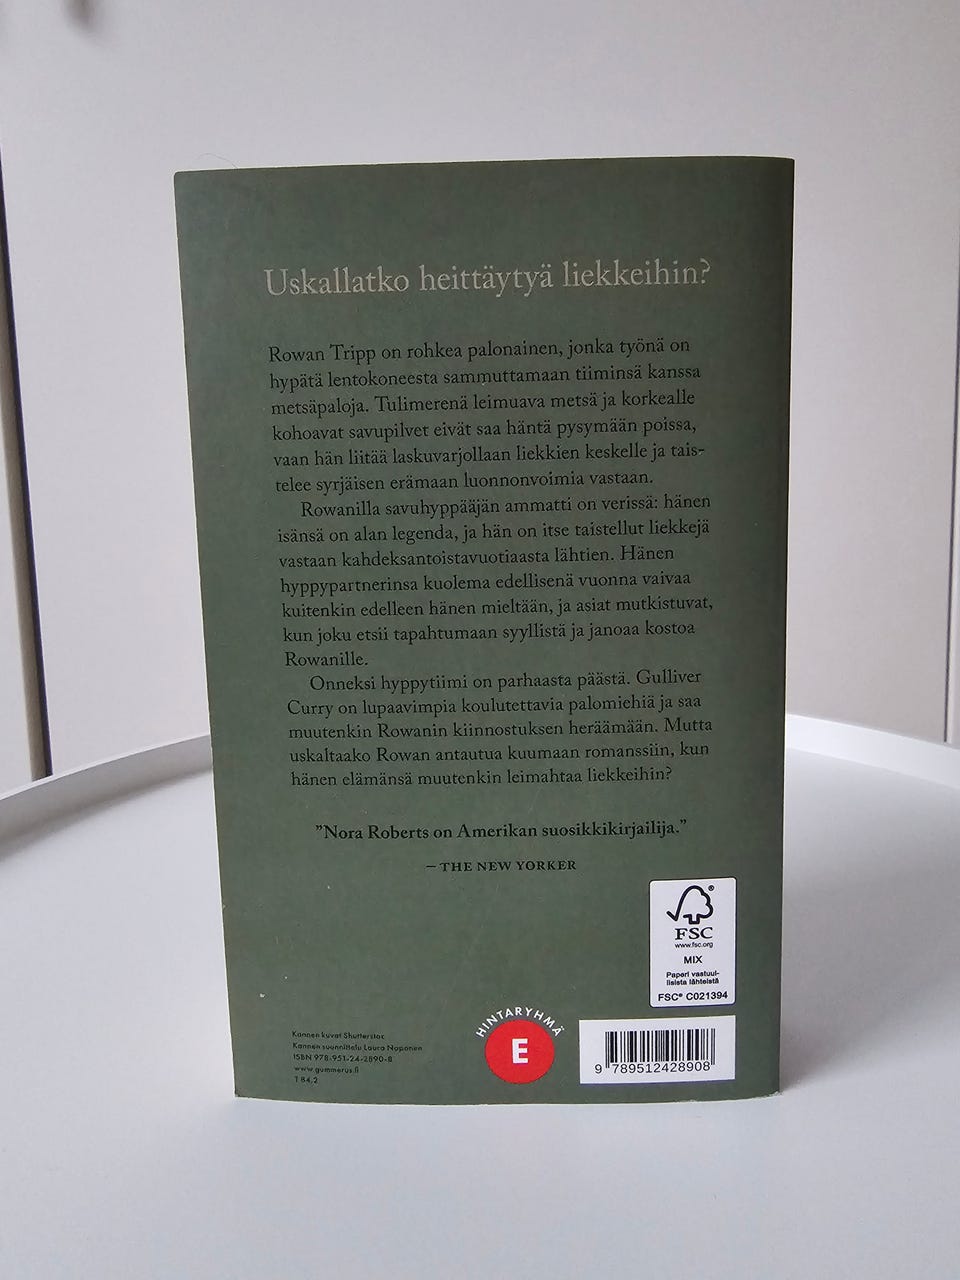 Uskallatko heittäytyä liekkeihin?
Rowan Tripp on rohkea palonainen, jonka työnä on
hypätä lentokoneesta sammuttamaan tiiminsä kanssa
metsäpaloja. Tulimerenä leimuava metsä ja korkealle
kohoavat savupilvet eivät saa häntä pysymään poissa,
vaan hän liitää laskuvarjollaan liekkien keskelle ja tais-
telee syrjäisen erämaan luonnonvoimia vastaan.
Rowanilla savuhyppääjän ammatti on verissä: hänen
isänsä on alan legenda, ja hän on itse taistellut liekkejä
vastaan kahdeksantoistavuotiaasta lähtien. Hänen
hyppypartnerinsa kuolema edellisenä vuonna vaivaa
kuitenkin edelleen hänen mieltään, ja asiat mutkistuvat,
kun joku etsii tapahtumaan syyllistä ja janoaa kostoa
Rowanille.
Onneksi hyppytiimi on parhaasta päästä. Gulliver
Curry on lupaavimpia koulutettavia palomiehiä ja saa
muutenkin Rowanin kiinnostuksen heräämään. Mutta
uskaltaako Rowan antautua kuumaan romanssiin, kun
hänen elämänsä muutenkin leimahtaa liekkeihin?
"Nora Roberts on Amerikan suosikkikirjailija."
– THE NEW YORKER
FSC®
www.fsc.org
MIX
Paperi vastuul-
lisista lähteistä
FSC® C021394
Kannen kuvat Shutterstoc
Kannen suunnittelu Laura Noponen
ISBN 978-951-24-2890-8
www.gummerus.fi
T 84.2
HINTARYHMÄ
E
9 789512 428908